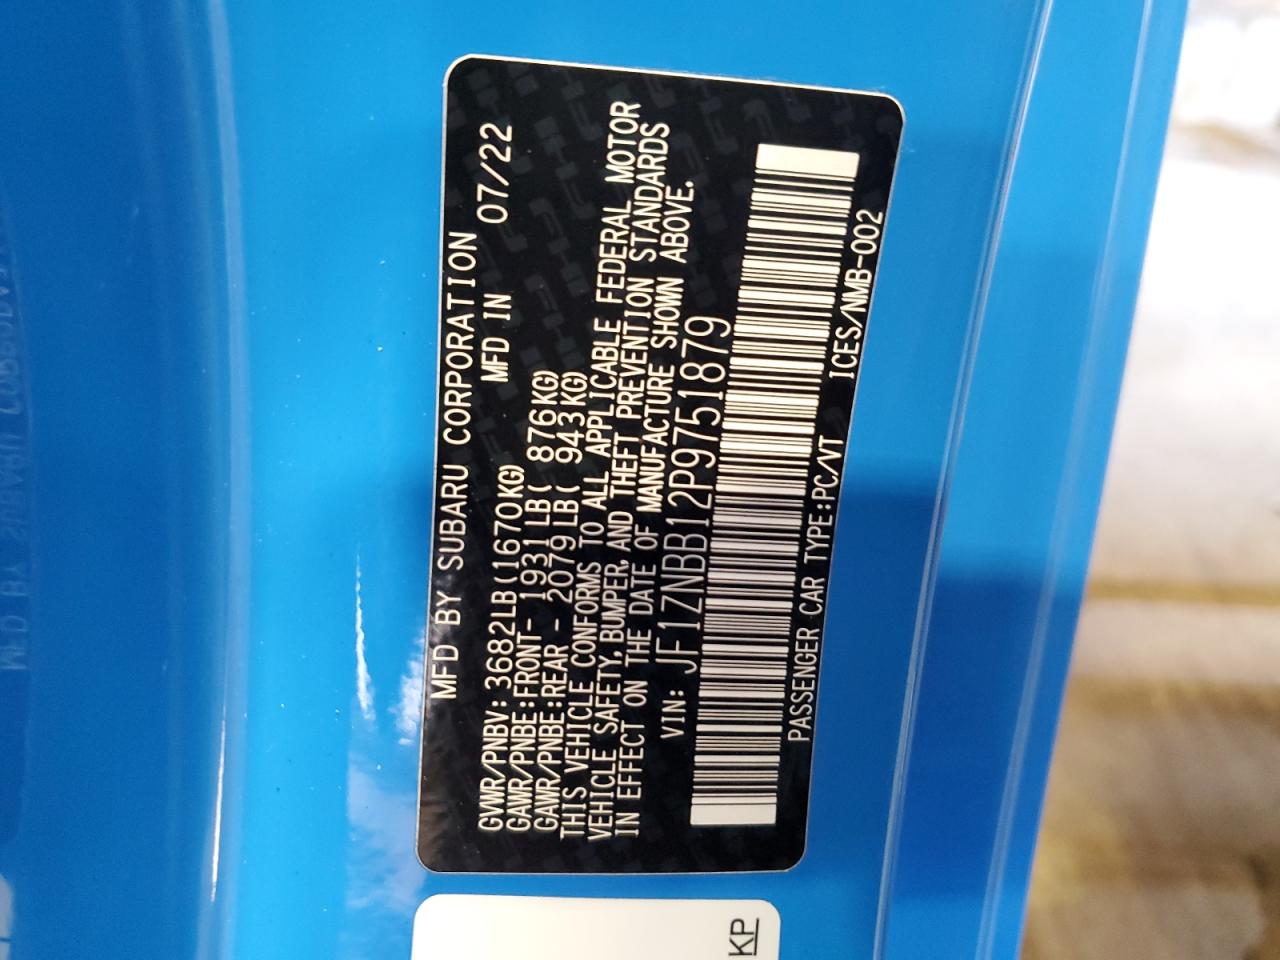 MFD BY SUBARU CORPORATION
MFD IN 07/22
GVWR/PNBV: 3682LB(1670KG)
GAWR/PNBE:FRONT- 1931LB( 876KG)
GAWR/PNBE:REAR - 2079LB( 943KG)
THIS VEHICLE CONFORMS TO ALL APPLICABLE FEDERAL MOTOR
VEHICLE SAFETY, BUMPER, AND THEFT PREVENTION STANDARDS
IN EFFECT ON THE DATE OF MANUFACTURE SHOWN ABOVE.
VIN: JF1ZNBB12P9751879
PASSENGER CAR TYPE:PC/VT ICES/NMB-002
KP